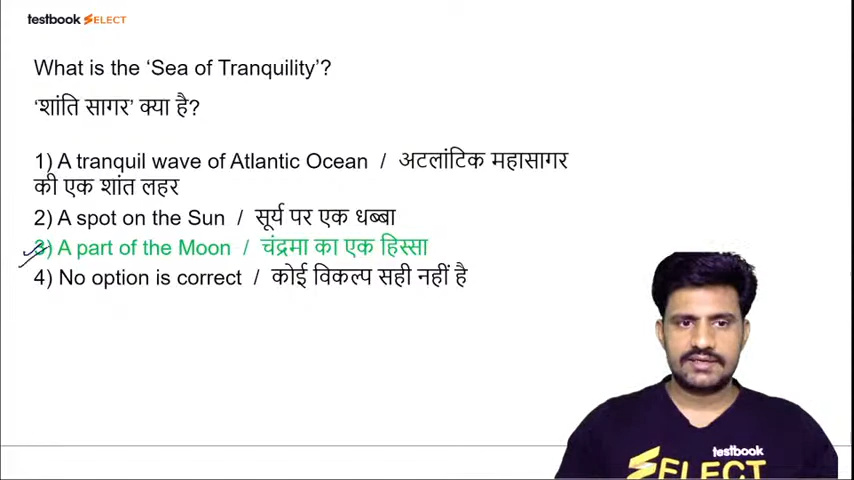 testbook SELECT
What is the ‘Sea of Tranquility’?
‘शांति सागर’ क्या है?
1) A tranquil wave of Atlantic Ocean / अटलांटिक महासागर
की एक शांत लहर
2) A spot on the Sun / सूर्य पर एक धब्बा
3) A part of the Moon / चंद्रमा का एक हिस्सा
4) No option is correct / कोई विकल्प सही नहीं है
testbook
SELECT